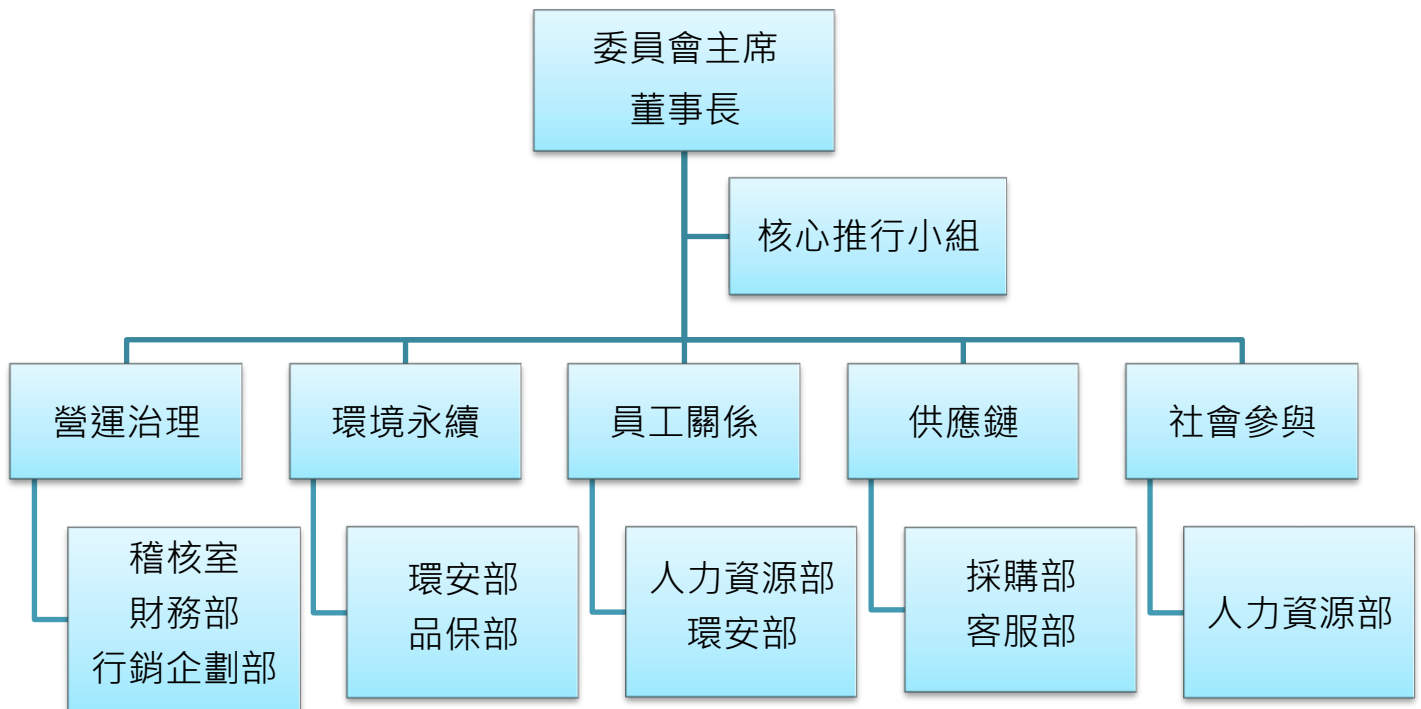 委員會主席
董事長
核心推行小組
營運治理
環境永續
員工關係
供應鏈
社會參與
稽核室
財務部
行銷企劃部
環安部
品保部
人力資源部
環安部
採購部
客服部
人力資源部